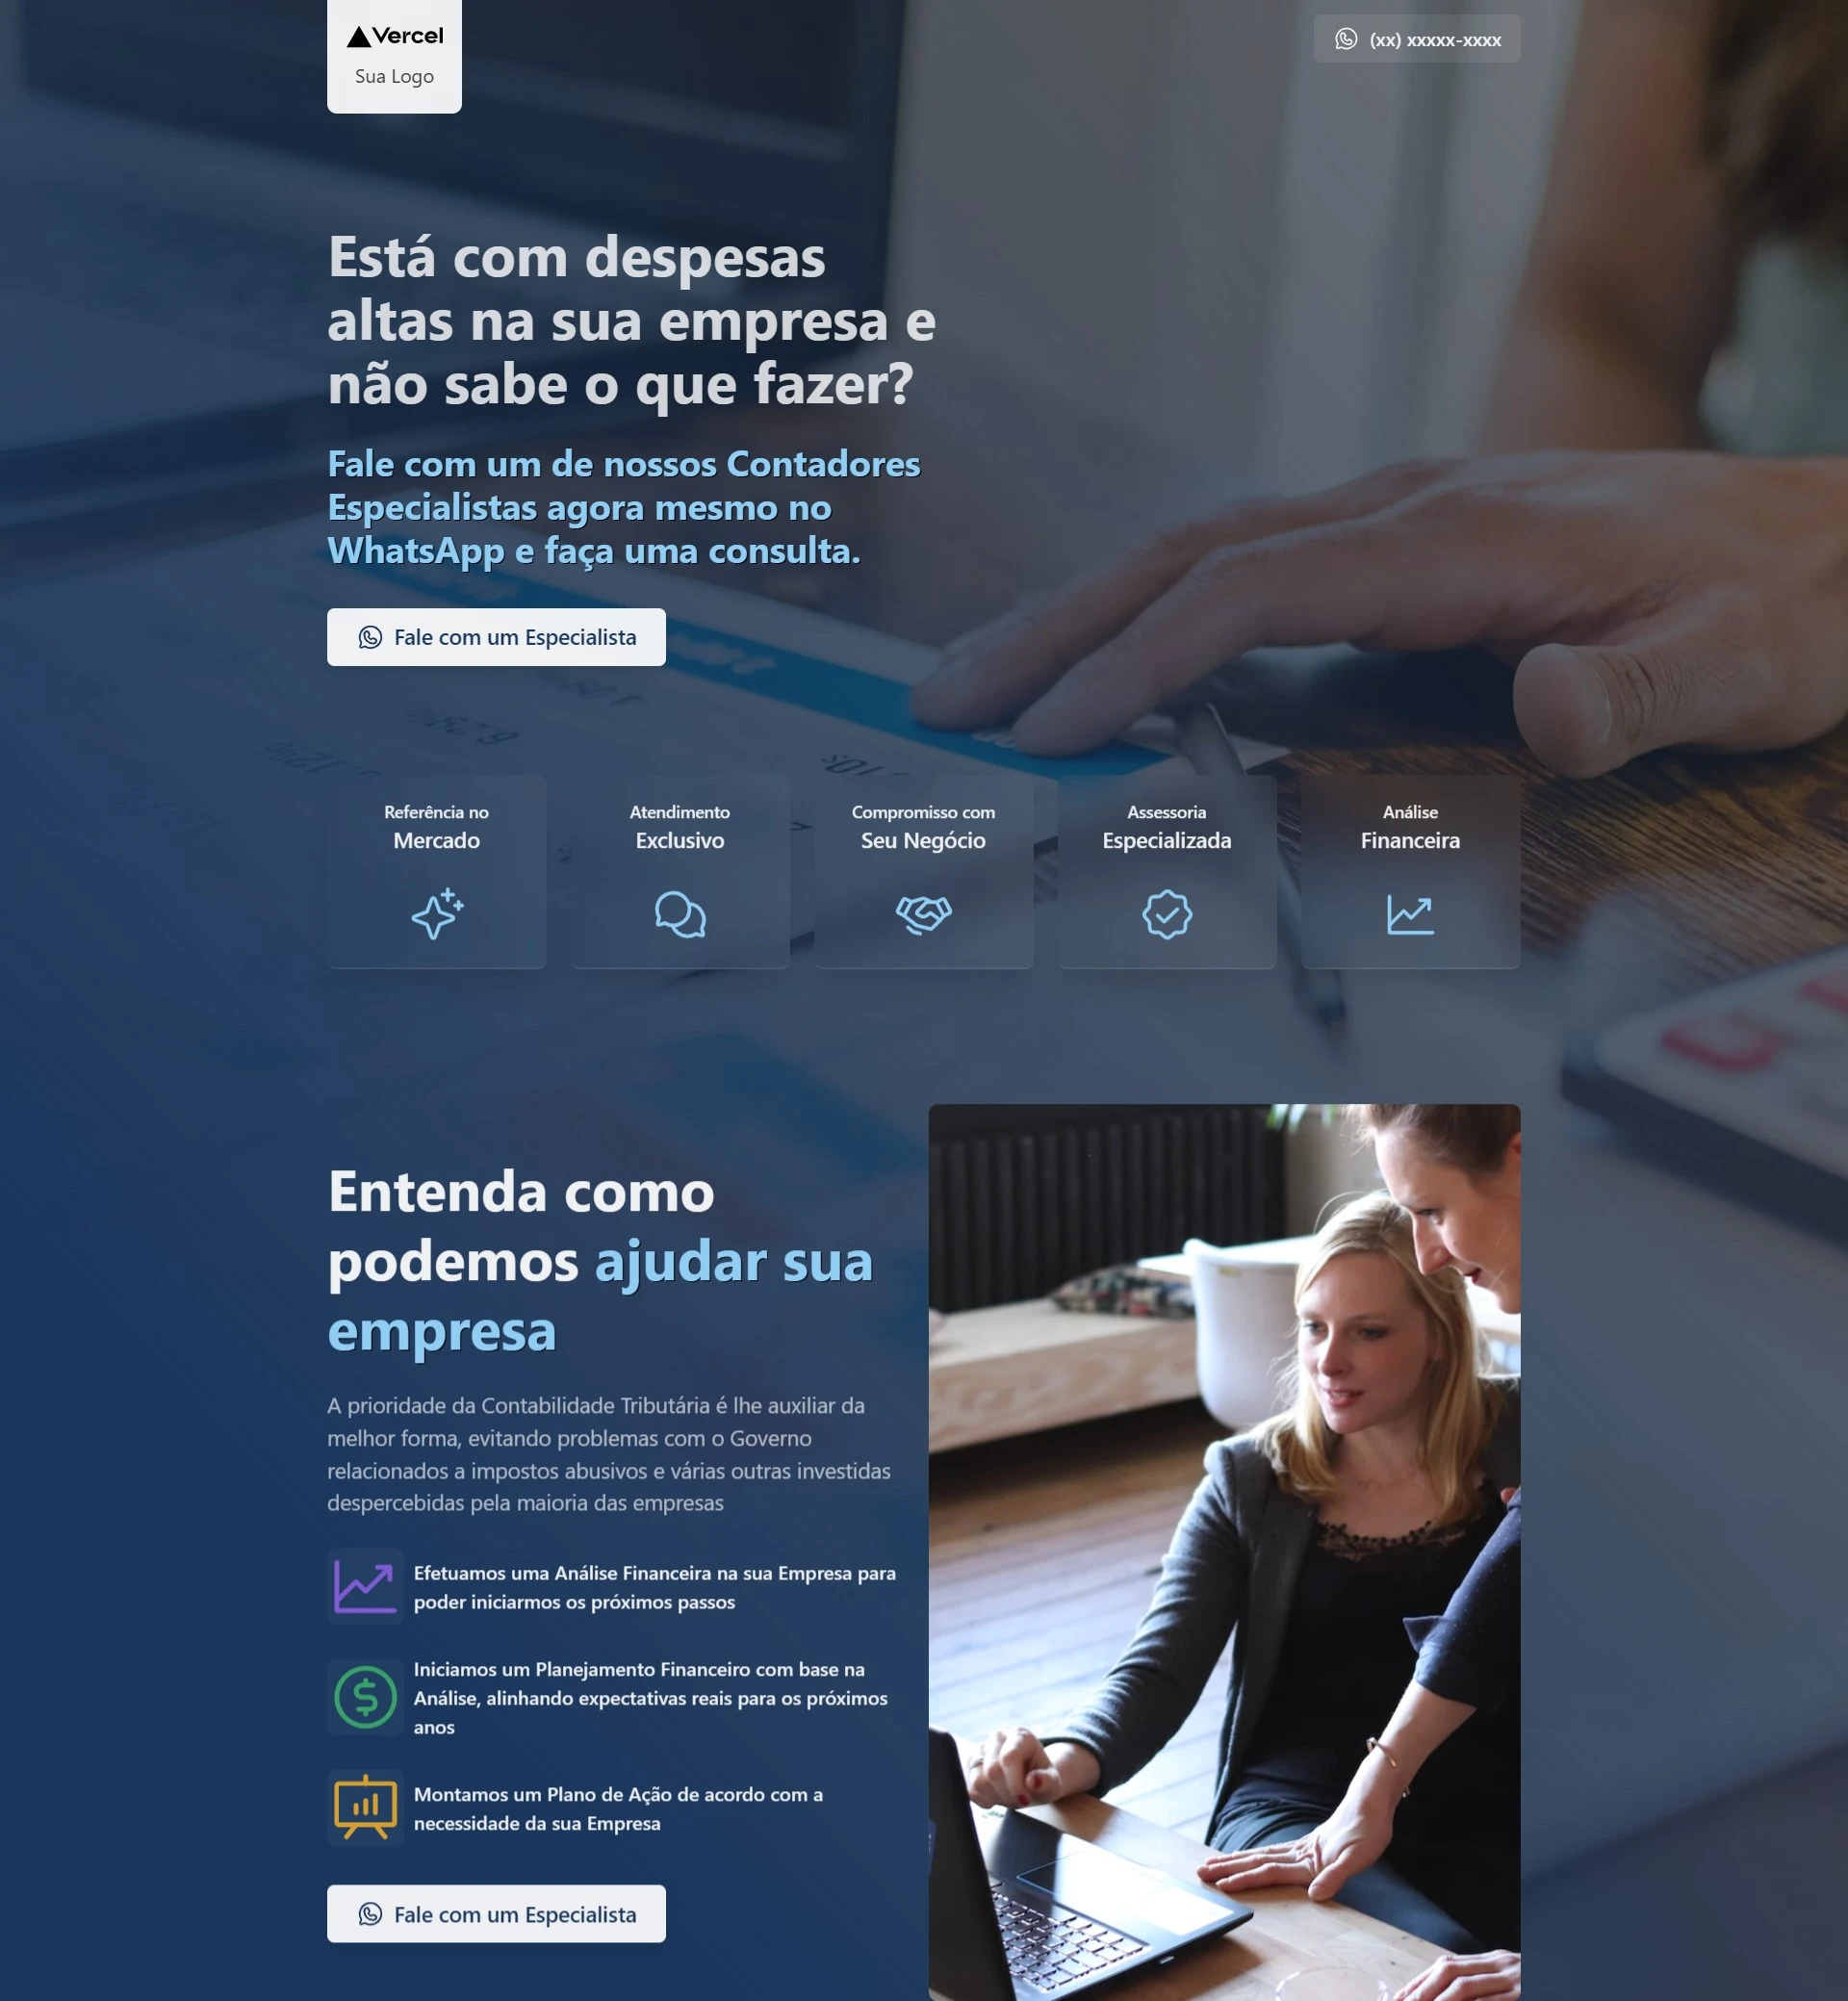 Vercel
Sua Logo
(xx) xxxxx-xxxx
Está com despesas
altas na sua empresa e
não sabe o que fazer?
Fale com um de nossos Contadores
Especialistas agora mesmo no
WhatsApp e faça uma consulta.
Fale com um Especialista
Referência no
Mercado
Atendimento
Exclusivo
Compromisso com
Seu Negócio
Assessoria
Especializada
Análise
Financeira
Entenda como
podemos ajudar sua
empresa
A prioridade da Contabilidade Tributária é lhe auxiliar da
melhor forma, evitando problemas com o Governo
relacionados a impostos abusivos e várias outras investidas
despercebidas pela maioria das empresas
Efetuamos uma Análise Financeira na sua Empresa para
poder iniciarmos os próximos passos
Iniciamos um Planejamento Financeiro com base na
Análise, alinhando expectativas reais para os próximos
anos
Montamos um Plano de Ação de acordo com a
necessidade da sua Empresa
Fale com um Especialista